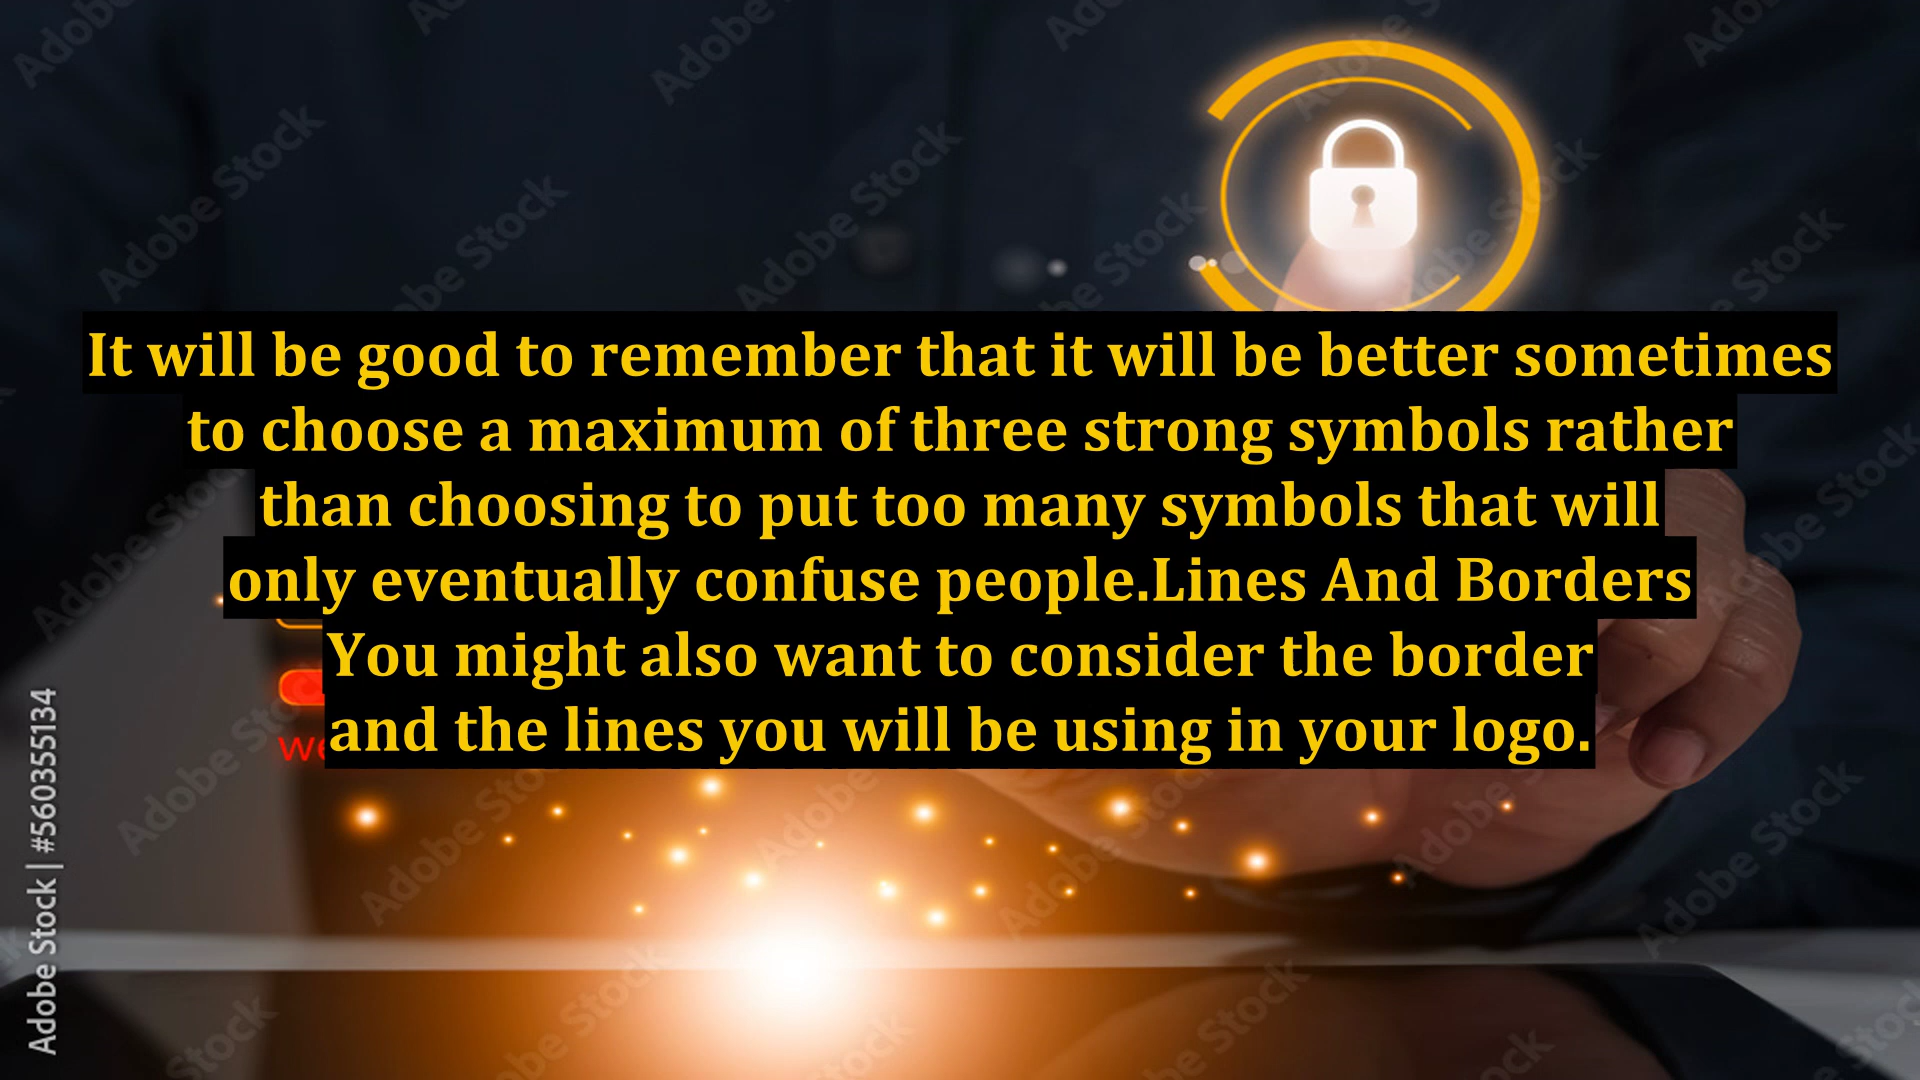 It will be good to remember that it will be better sometimes
to choose a maximum of three strong symbols rather
than choosing to put too many symbols that will
only eventually confuse people.Lines And Borders
You might also want to consider the border
and the lines you will be using in your logo.
Adobe Stock | #560355134
Adobe Stock